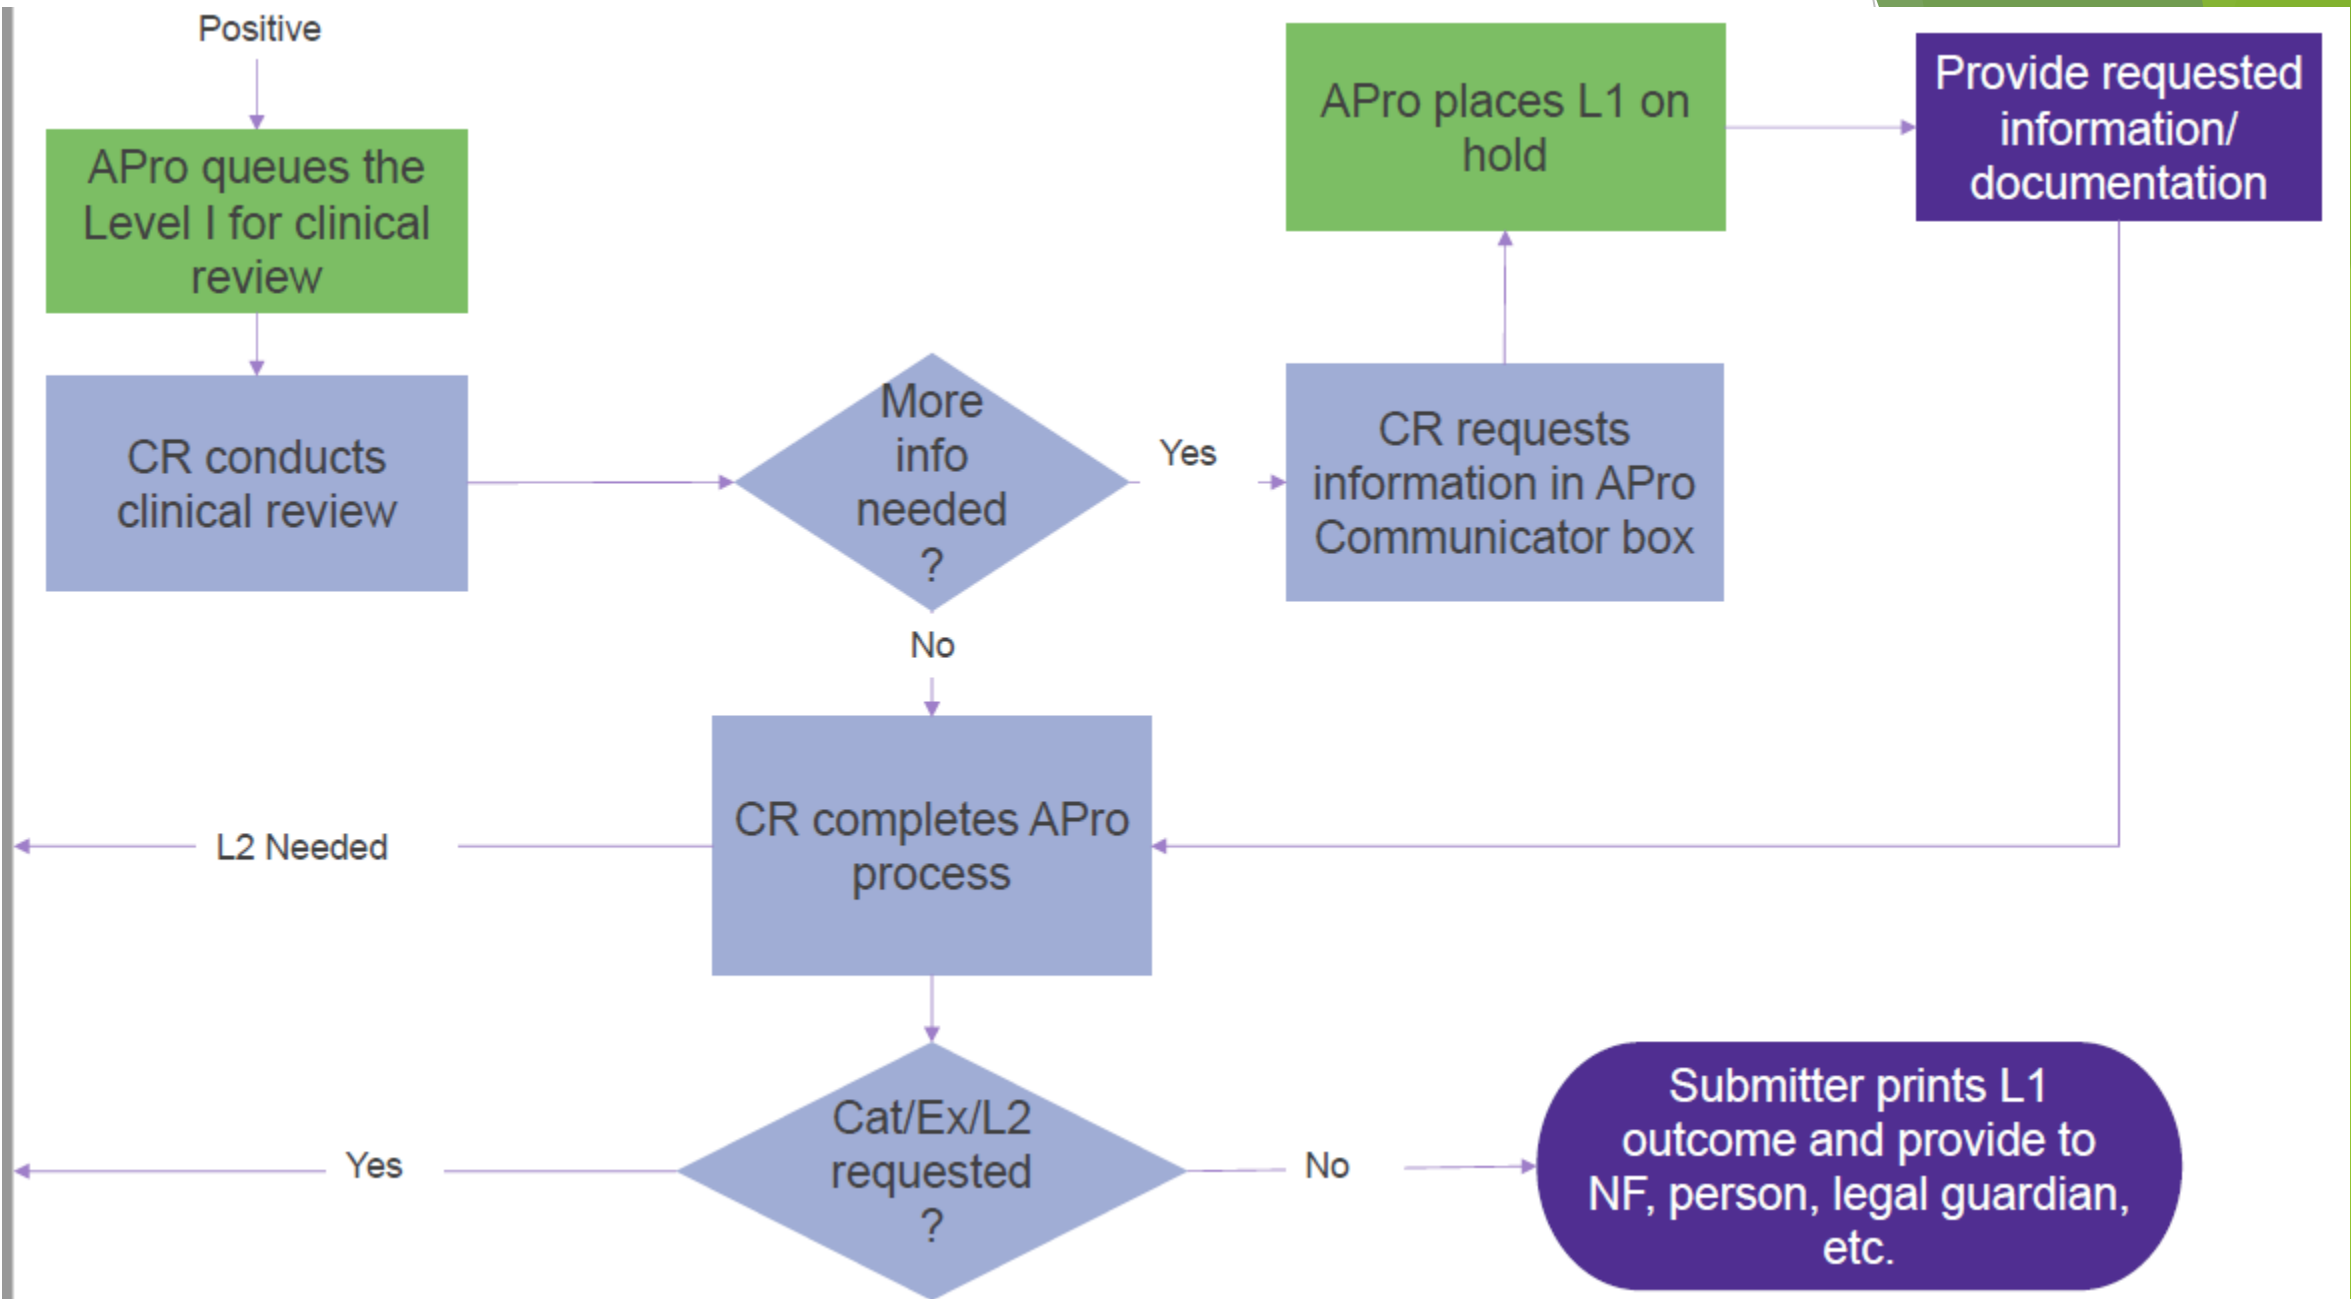 Positive
APro queues the
Level I for clinical
review
CR conducts
clinical review
More
info
needed
?
Yes
CR requests
information in APro
Communicator box
APro places L1 on
hold
Provide requested
information/
documentation
No
CR completes APro
process
L2 Needed
Cat/Ex/L2
requested
?
Yes
No
Submitter prints L1
outcome and provide to
NF, person, legal guardian,
etc.